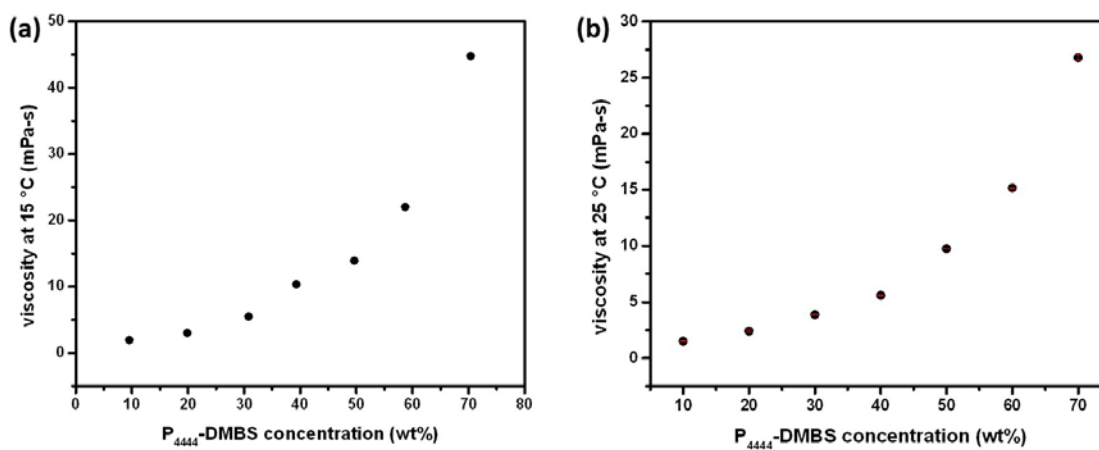 (a)
viscosity at 15 °C (mPa-s)
50
40
30
20
10
0
0 10 20 30 40 50 60 70 80
P₄₄₄₄-DMBS concentration (wt%)
(b)
viscosity at 25 °C (mPa-s)
30
25
20
15
10
5
0
10 20 30 40 50 60 70
P₄₄₄₄-DMBS concentration (wt%)